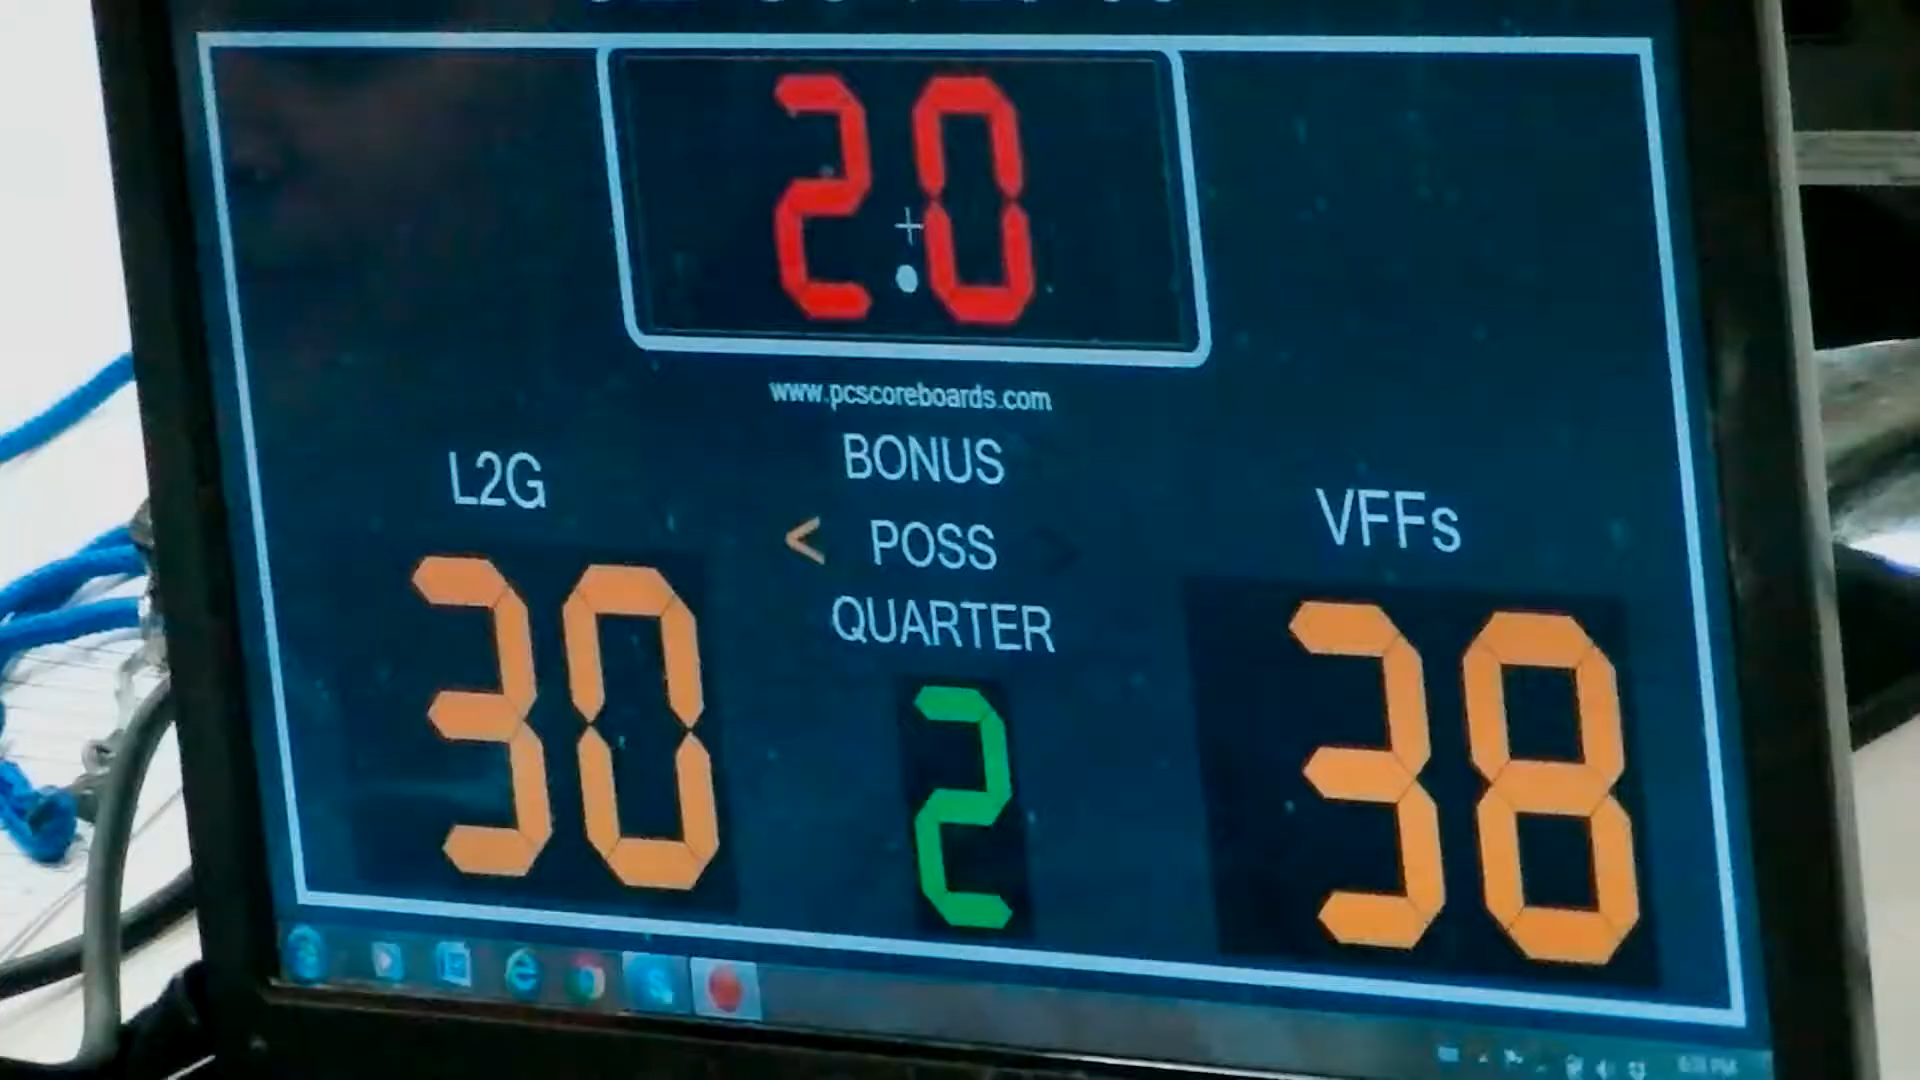 2.0
www.pcscoreboards.com
BONUS
L2G
< POSS >
VFFs
QUARTER
30
2
38